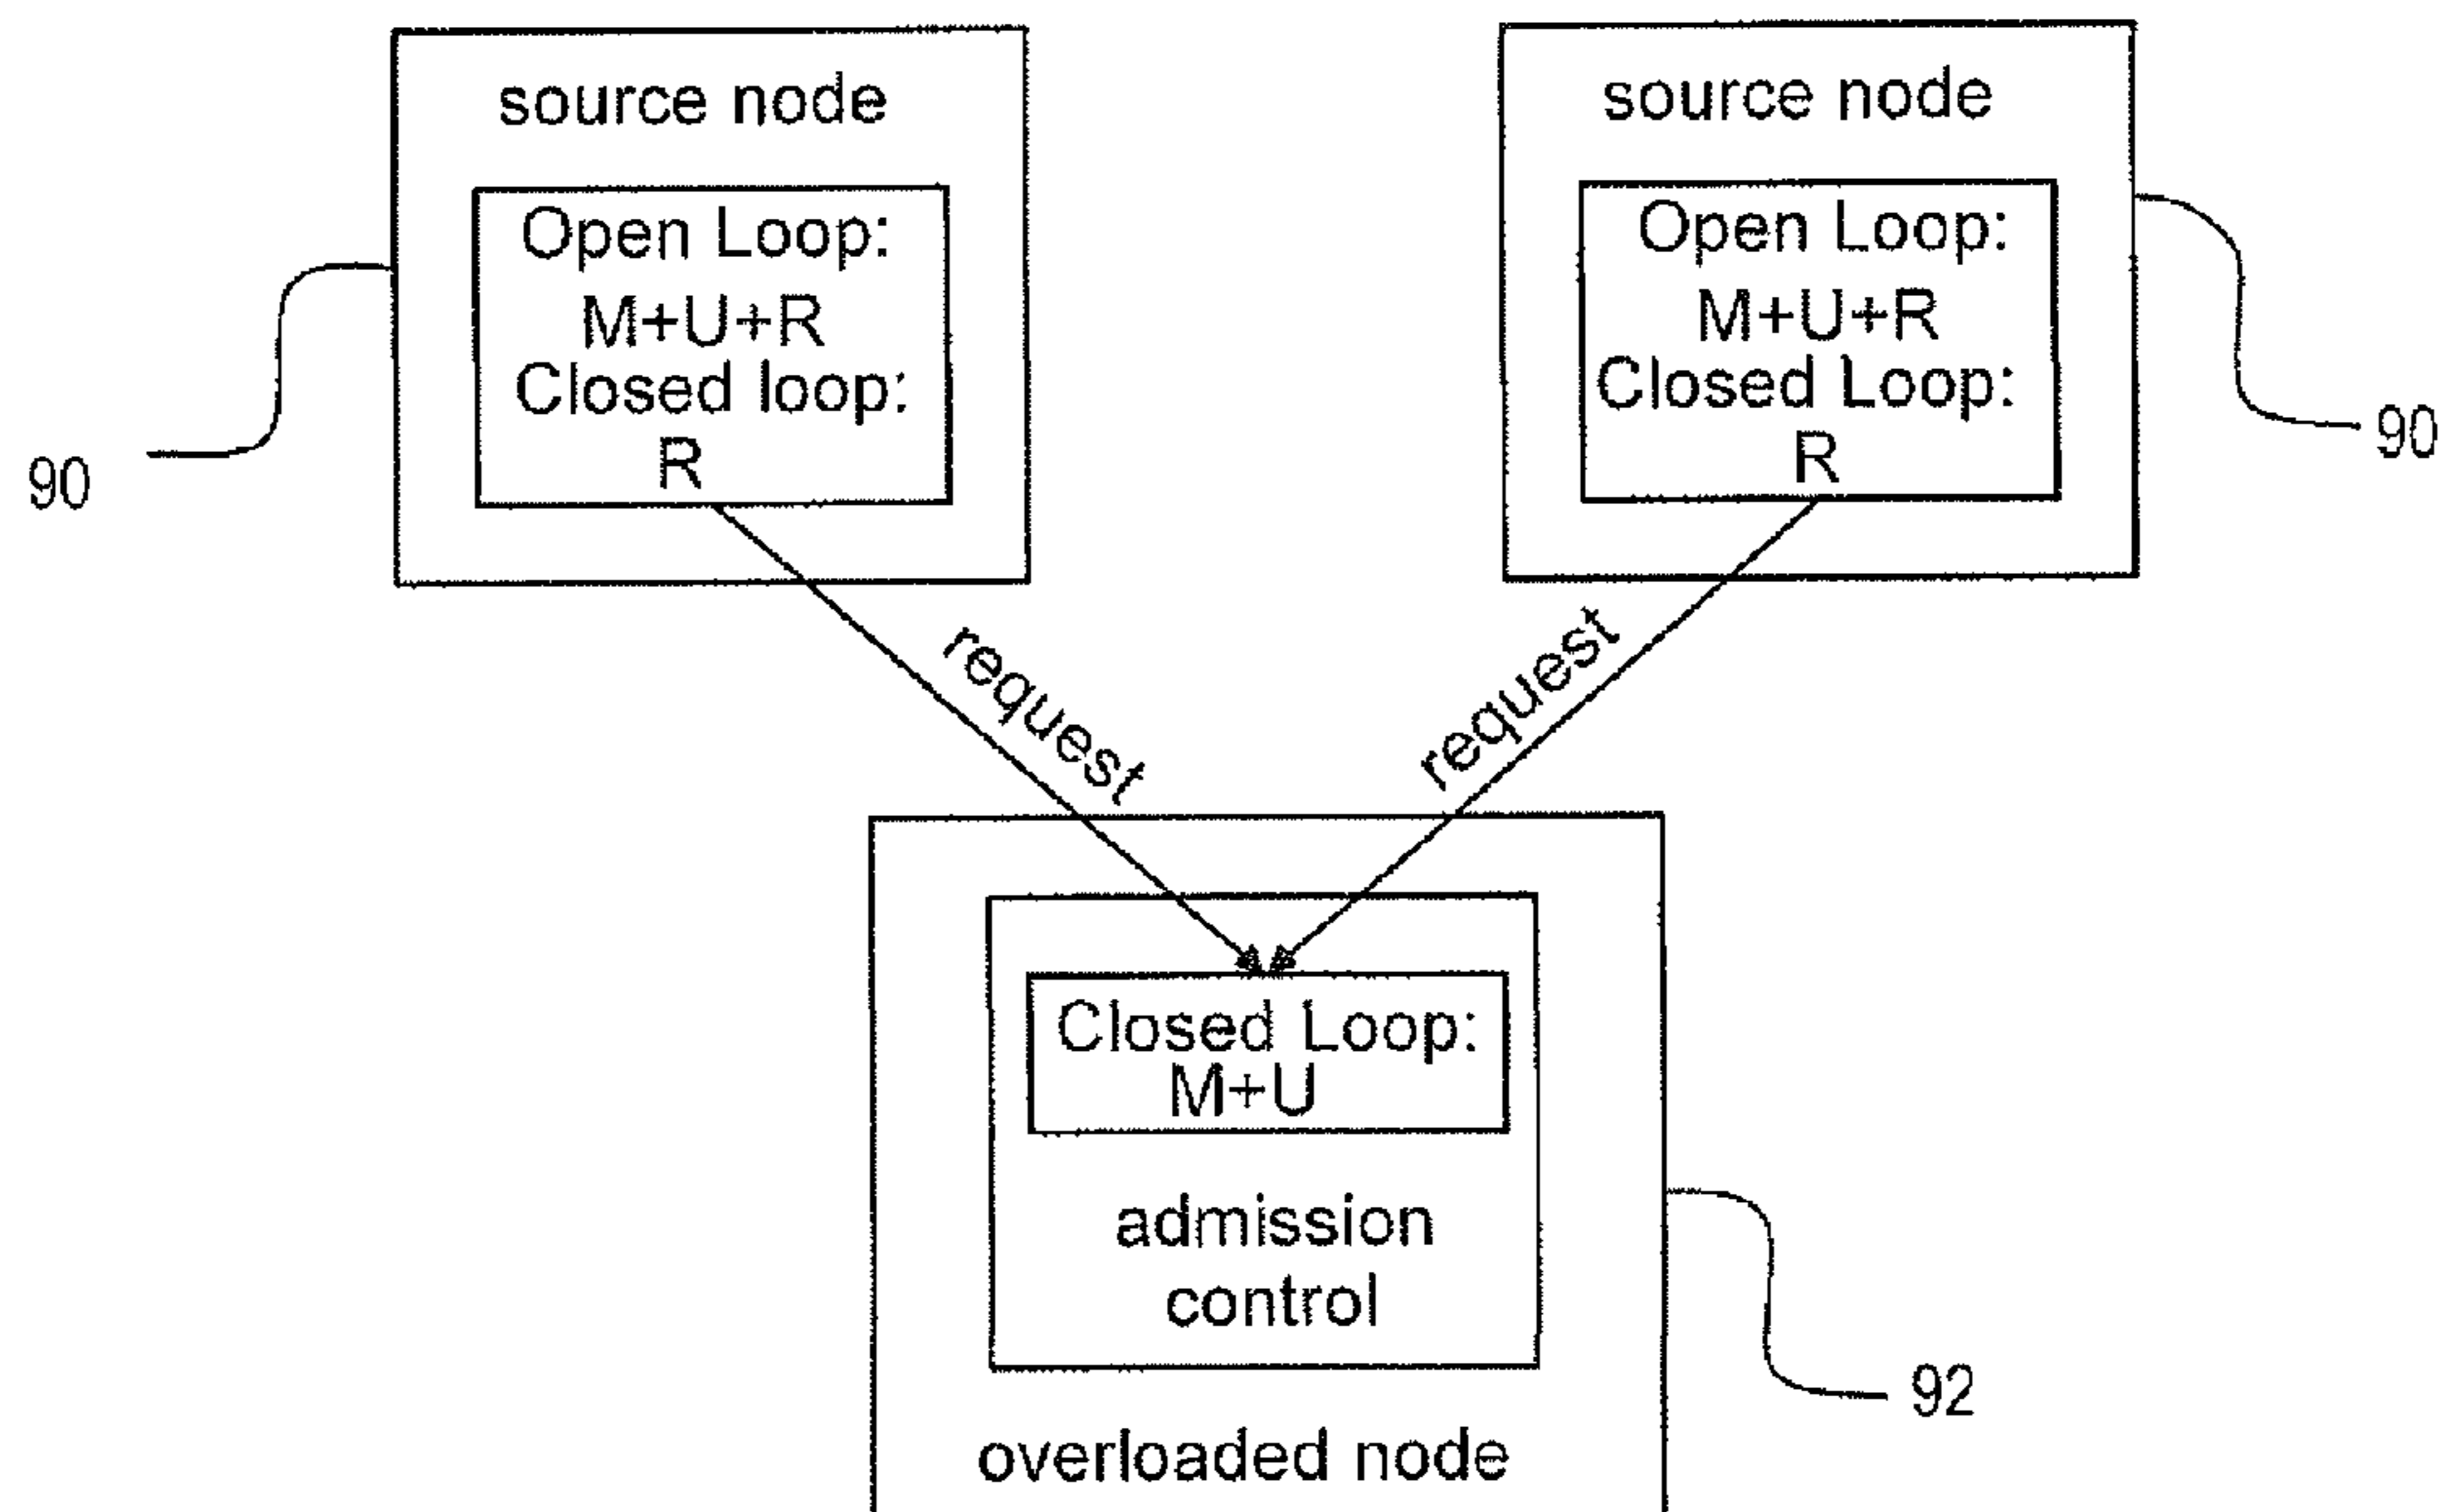 source node
Open Loop:
M+U+R
Closed loop:
R
90
source node
Open Loop:
M+U+R
Closed Loop:
R
90
request
request
Closed Loop:
M+U
admission
control
overloaded node
92